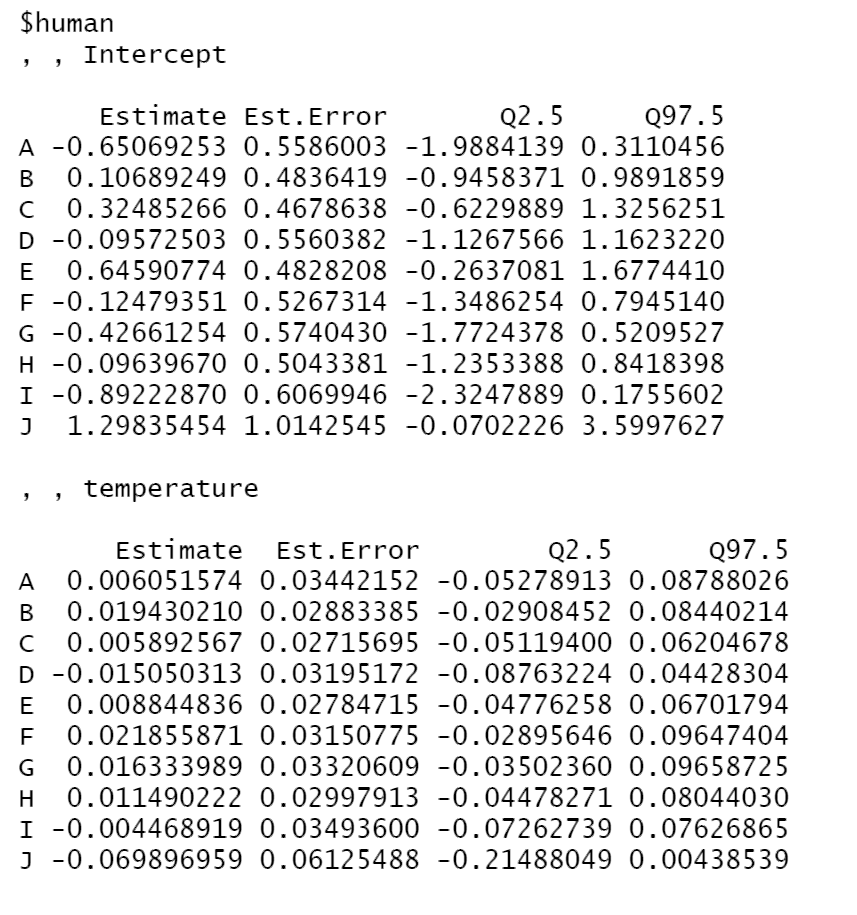 $human
, , Intercept
Estimate Est.Error Q2.5 Q97.5
A -0.65069253 0.5586003 -1.9884139 0.3110456
B 0.10689249 0.4836419 -0.9458371 0.9891859
C 0.32485266 0.4678638 -0.6229889 1.3256251
D -0.09572503 0.5560382 -1.1267566 1.1623220
E 0.64590774 0.4828208 -0.2637081 1.6774410
F -0.12479351 0.5267314 -1.3486254 0.7945140
G -0.42661254 0.5740430 -1.7724378 0.5209527
H -0.09639670 0.5043381 -1.2353388 0.8418398
I -0.89222870 0.6069946 -2.3247889 0.1755602
J 1.29835454 1.0142545 -0.0702226 3.5997627
, , temperature
Estimate Est.Error Q2.5 Q97.5
A 0.006051574 0.03442152 -0.05278913 0.08788026
B 0.019430210 0.02883385 -0.02908452 0.08440214
C 0.005892567 0.02715695 -0.05119400 0.06204678
D -0.015050313 0.03195172 -0.08763224 0.04428304
E 0.008844836 0.02784715 -0.04776258 0.06701794
F 0.021855871 0.03150775 -0.02895646 0.09647404
G 0.016333989 0.03320609 -0.03502360 0.09658725
H 0.011490222 0.02997913 -0.04478271 0.08044030
I -0.004468919 0.03493600 -0.07262739 0.07626865
J -0.069896959 0.06125488 -0.21488049 0.00438539